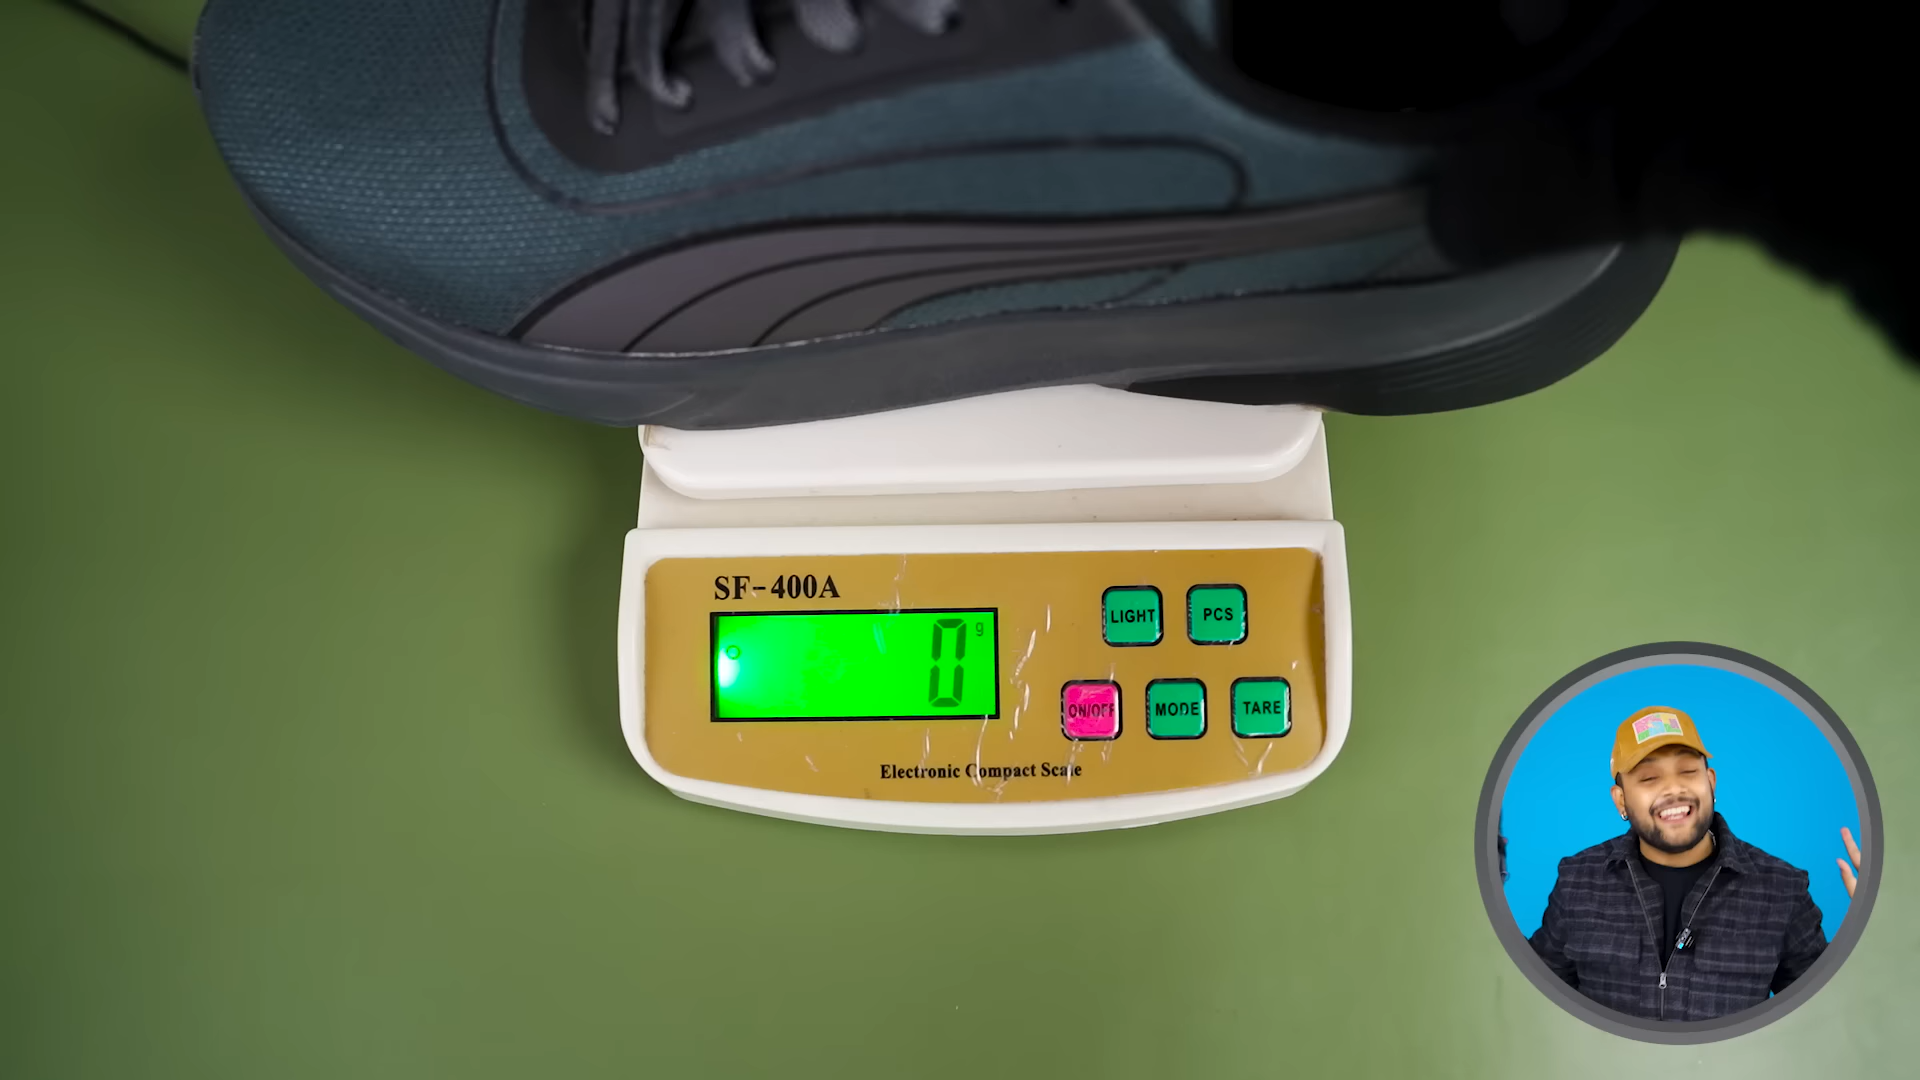 SF-400A
0 g
LIGHT
PCS
ON/OFF
MODE
TARE
Electronic Compact Scale